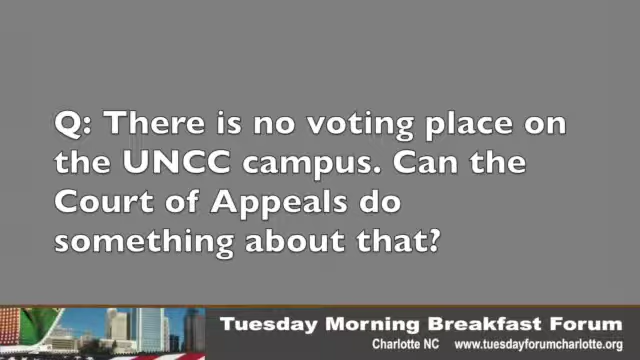 Q: There is no voting place on
the UNCC campus. Can the
Court of Appeals do
something about that?
Tuesday Morning Breakfast Forum
Charlotte NC www.tuesdayforumcharlotte.org